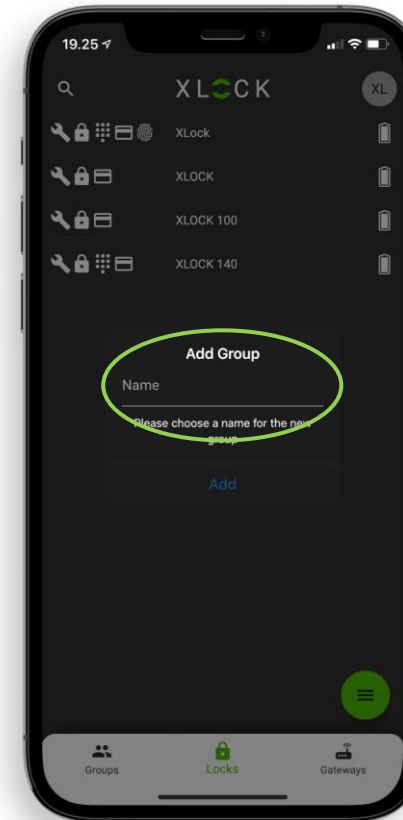 19.25
XLOCK
XL
XLock
XLOCK
XLOCK 100
XLOCK 140
Add Group
Name
Please choose a name for the new
group
Add
Groups
Locks
Gateways